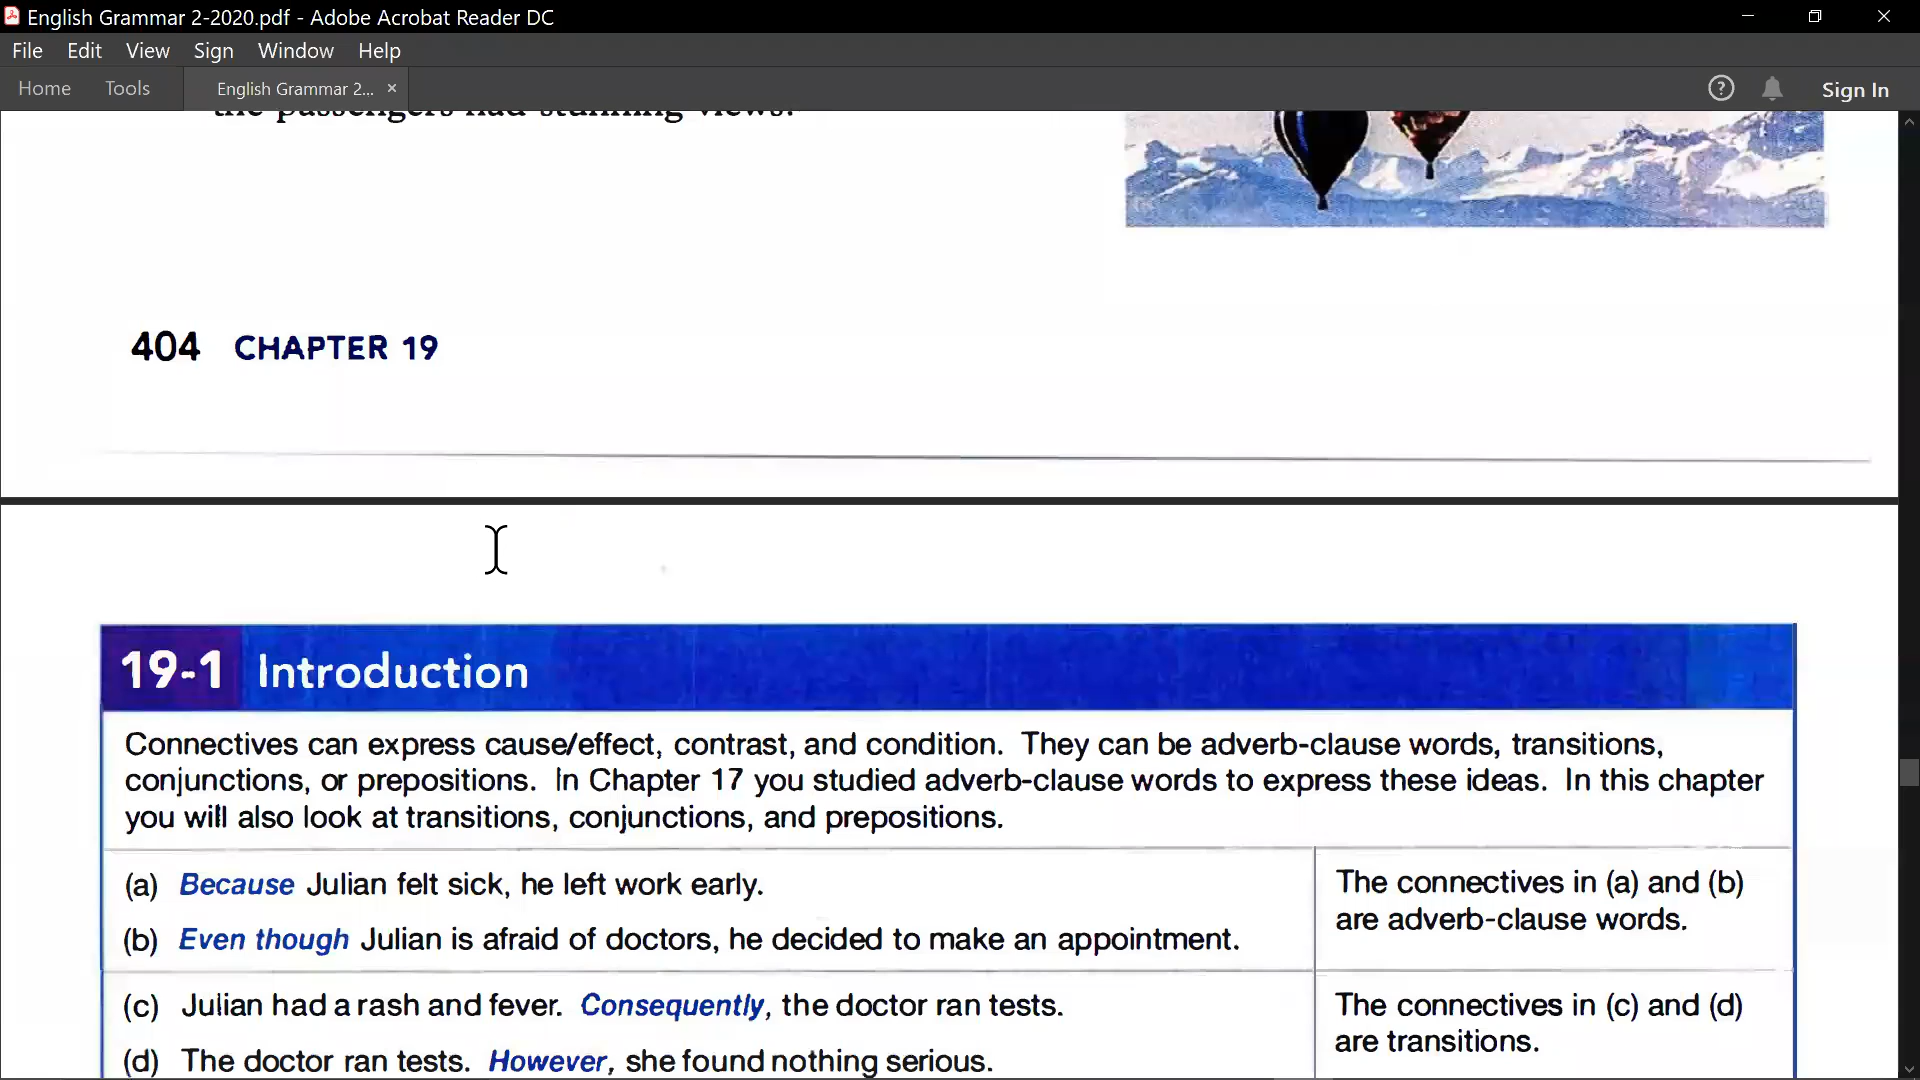 English Grammar 2-2020.pdf - Adobe Acrobat Reader DC
File Edit View Sign Window Help
Home Tools English Grammar 2... × ? Sign In
the passengers had stunning views.
404 CHAPTER 19
19-1 Introduction
Connectives can express cause/effect, contrast, and condition. They can be adverb-clause words, transitions,
conjunctions, or prepositions. In Chapter 17 you studied adverb-clause words to express these ideas. In this chapter
you will also look at transitions, conjunctions, and prepositions.
(a) Because Julian felt sick, he left work early.
(b) Even though Julian is afraid of doctors, he decided to make an appointment.
The connectives in (a) and (b)
are adverb-clause words.
(c) Julian had a rash and fever. Consequently, the doctor ran tests.
(d) The doctor ran tests. However, she found nothing serious.
The connectives in (c) and (d)
are transitions.